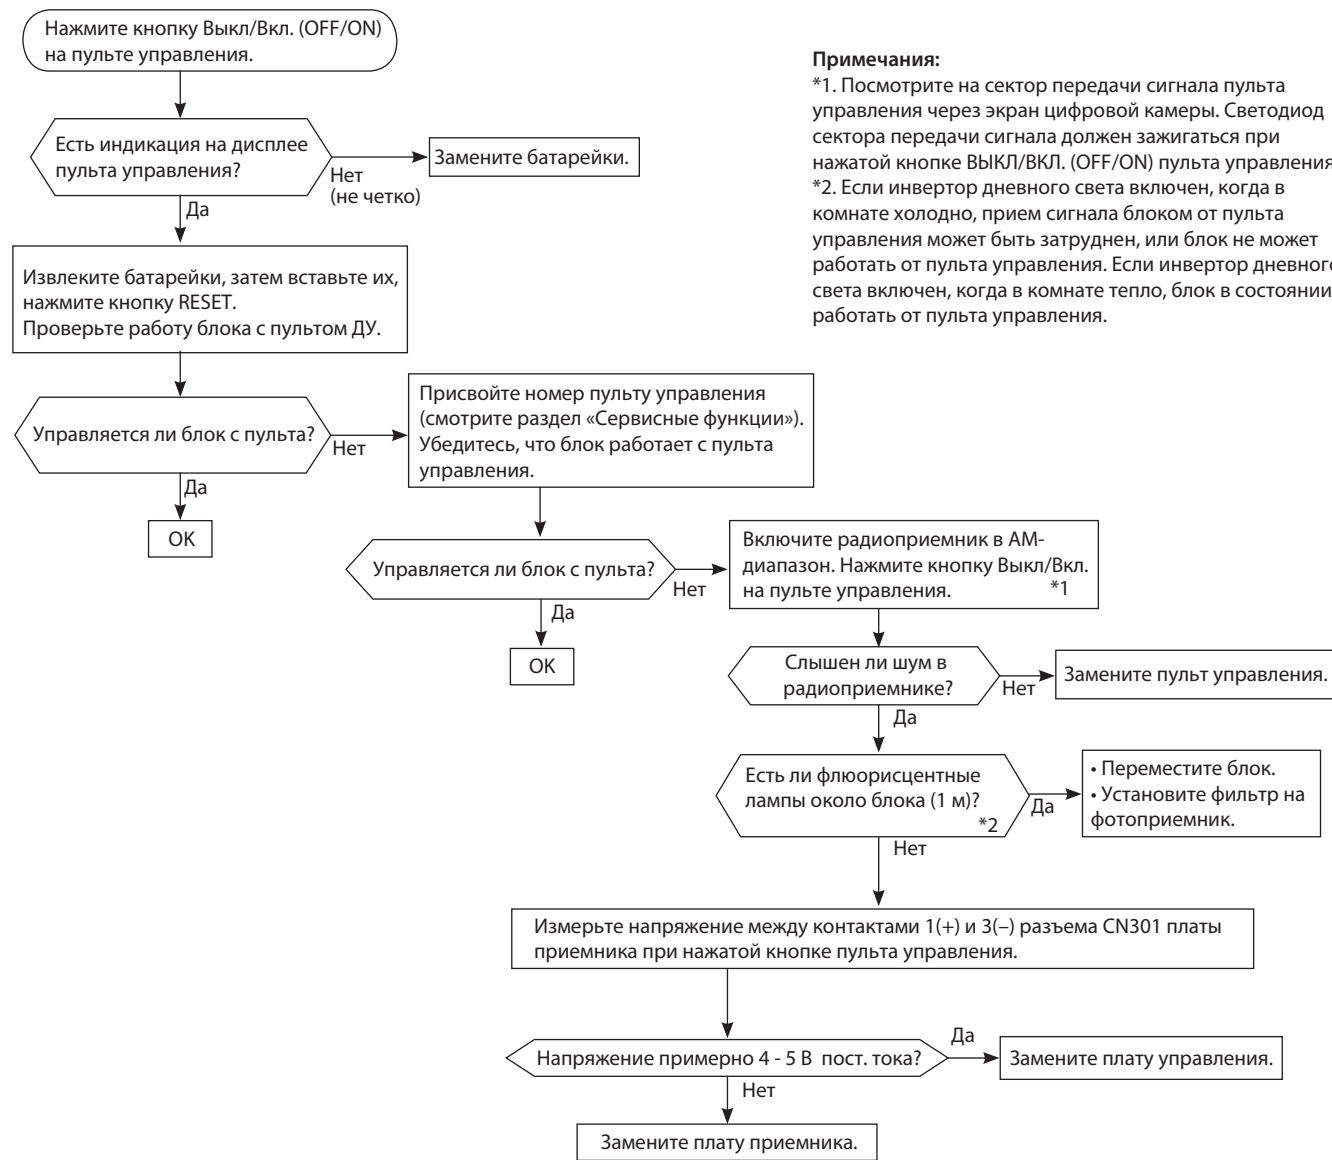 Нажмите кнопку Выкл/Вкл. (OFF/ON)
на пульте управления.
Примечания:
*1. Посмотрите на сектор передачи сигнала пульта
управления через экран цифровой камеры. Светодиод
сектора передачи сигнала должен зажигаться при
нажатой кнопке ВЫКЛ/ВКЛ. (OFF/ON) пульта управления
*2. Если инвертор дневного света включен, когда в
комнате холодно, прием сигнала блоком от пульта
управления может быть затруднен, или блок не может
работать от пульта управления. Если инвертор дневного
света включен, когда в комнате тепло, блок в состоянии
работать от пульта управления.
Есть индикация на дисплее
пульта управления?
Нет
(не четко)
Замените батарейки.
Да
Извлеките батарейки, затем вставьте их,
нажмите кнопку RESET.
Проверьте работу блока с пультом ДУ.
Управляется ли блок с пульта?
Нет
Да
OK
Присвойте номер пульту управления
(смотрите раздел «Сервисные функции»).
Убедитесь, что блок работает с пульта
управления.
Управляется ли блок с пульта?
Нет
Да
OK
Включите радиоприемник в АМ-
диапазон. Нажмите кнопку Выкл/Вкл.
на пульте управления. *1
Слышен ли шум в
радиоприемнике?
Нет
Замените пульт управления.
Да
Есть ли флюорисцентные
лампы около блока (1 м)?
*2
Да
• Переместите блок.
• Установите фильтр на
фотоприемник.
Нет
Измерьте напряжение между контактами 1(+) и 3(–) разъема CN301 платы
приемника при нажатой кнопке пульта управления.
Напряжение примерно 4 - 5 В пост. тока?
Да
Замените плату управления.
Нет
Замените плату приемника.